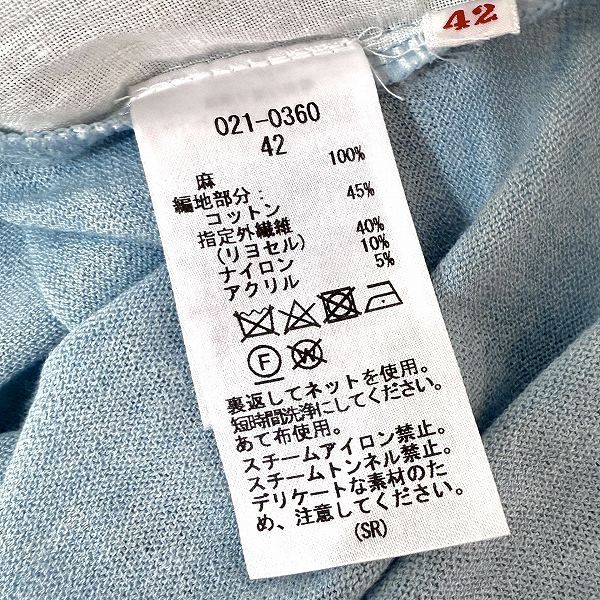 42
021-0360
42
麻 100%
編地部分：
コットン 45%
指定外繊維 40%
(リヨセル)
ナイロン 10%
アクリル 5%
F W
裏返してネットを使用。
短時間洗浄にしてください。
あて布使用。
スチームアイロン禁止。
スチームトンネル禁止。
デリケートな素材のた
め、注意してください。
(SR)